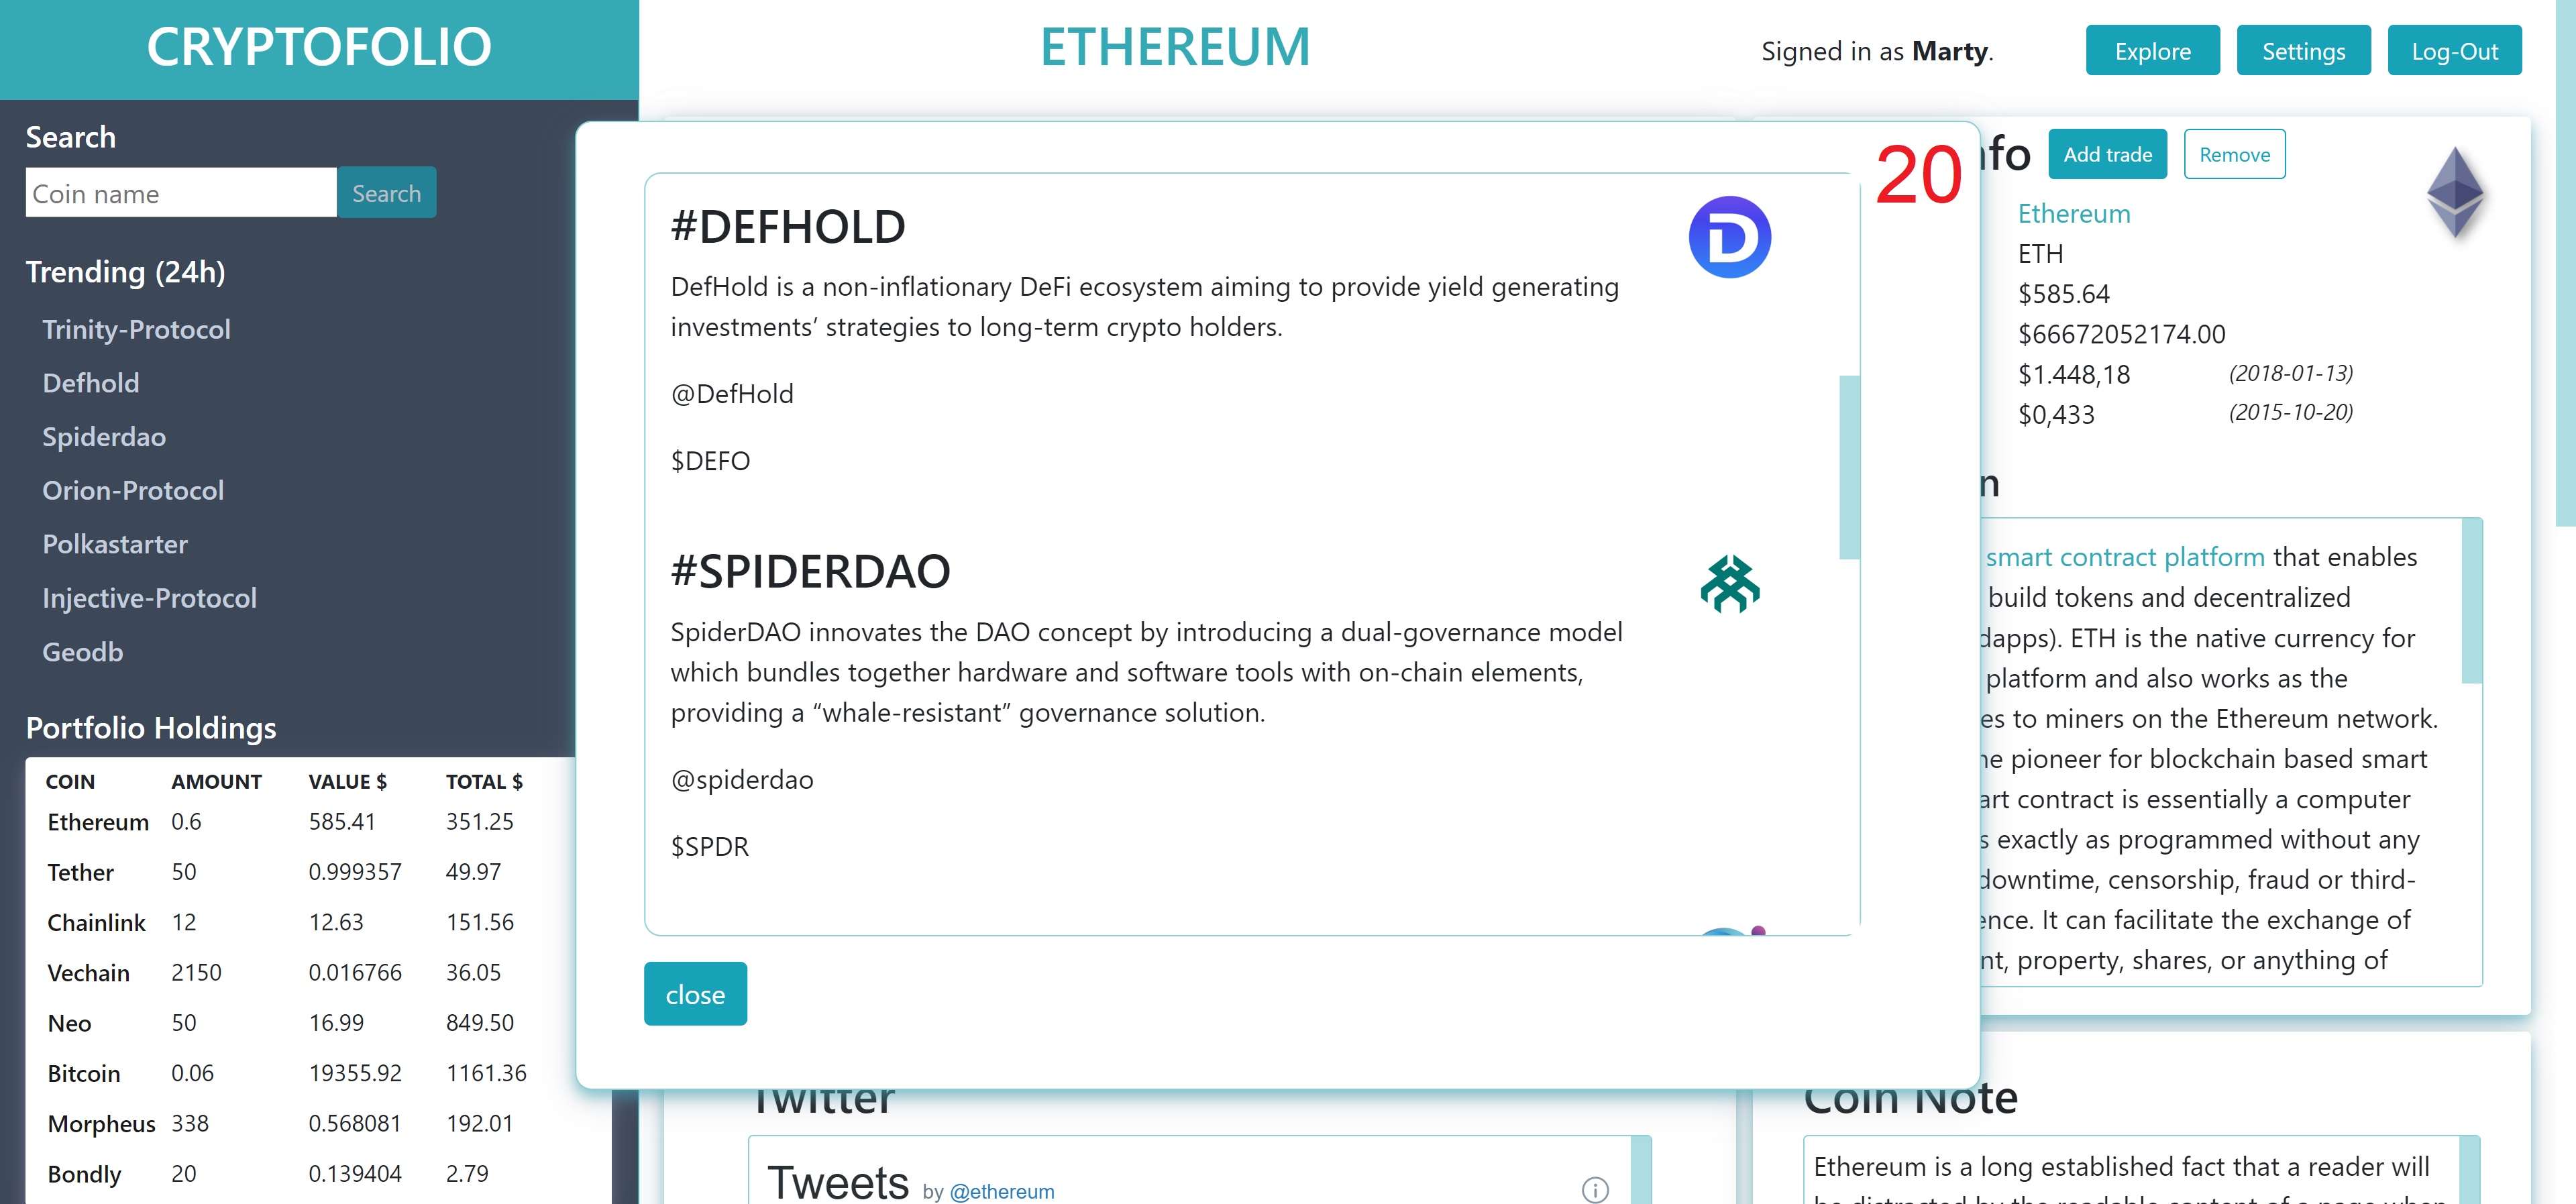 CRYPTOFOLIO
ETHEREUM
Signed in as Marty.
Explore
Settings
Log-Out
Search
Coin name
Search
Trending (24h)
Trinity-Protocol
Defhold
Spiderdao
Orion-Protocol
Polkastarter
Injective-Protocol
Geodb
Portfolio Holdings
COIN AMOUNT VALUE $ TOTAL $
Ethereum 0.6 585.41 351.25
Tether 50 0.999357 49.97
Chainlink 12 12.63 151.56
Vechain 2150 0.016766 36.05
Neo 50 16.99 849.50
Bitcoin 0.06 19355.92 1161.36
Morpheus 338 0.568081 192.01
Bondly 20 0.139404 2.79
20
#DEFHOLD
DefHold is a non-inflationary DeFi ecosystem aiming to provide yield generating
investments’ strategies to long-term crypto holders.
@DefHold
$DEFO
#SPIDERDAO
SpiderDAO innovates the DAO concept by introducing a dual-governance model
which bundles together hardware and software tools with on-chain elements,
providing a “whale-resistant” governance solution.
@spiderdao
$SPDR
close
fo
Add trade
Remove
Ethereum
ETH
$585.64
$66672052174.00
$1.448,18 (2018-01-13)
$0,433 (2015-10-20)
n
smart contract platform that enables
build tokens and decentralized
dapps). ETH is the native currency for
platform and also works as the
es to miners on the Ethereum network.
he pioneer for blockchain based smart
art contract is essentially a computer
s exactly as programmed without any
downtime, censorship, fraud or third-
ence. It can facilitate the exchange of
nt, property, shares, or anything of
Twitter
Tweets by @ethereum
Coin Note
Ethereum is a long established fact that a reader will
be distracted by the readable content of a page when